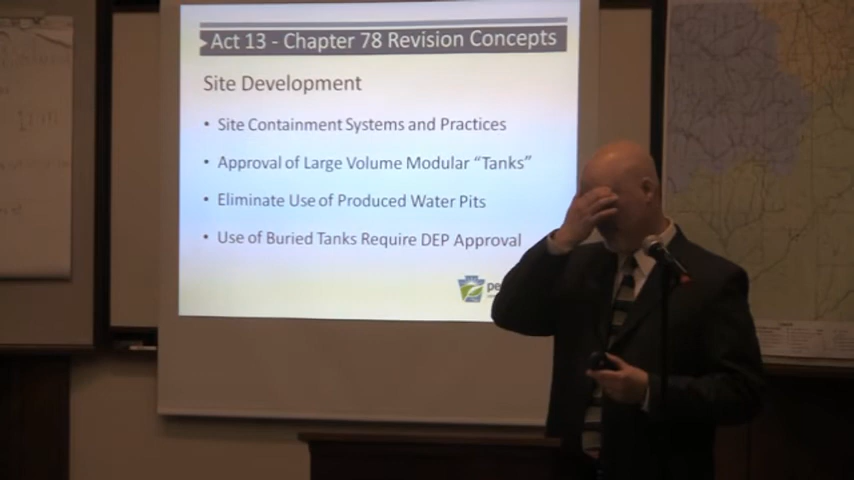 Act 13 - Chapter 78 Revision Concepts
Site Development
• Site Containment Systems and Practices
• Approval of Large Volume Modular “Tanks”
• Eliminate Use of Produced Water Pits
• Use of Buried Tanks Require DEP Approval
pe